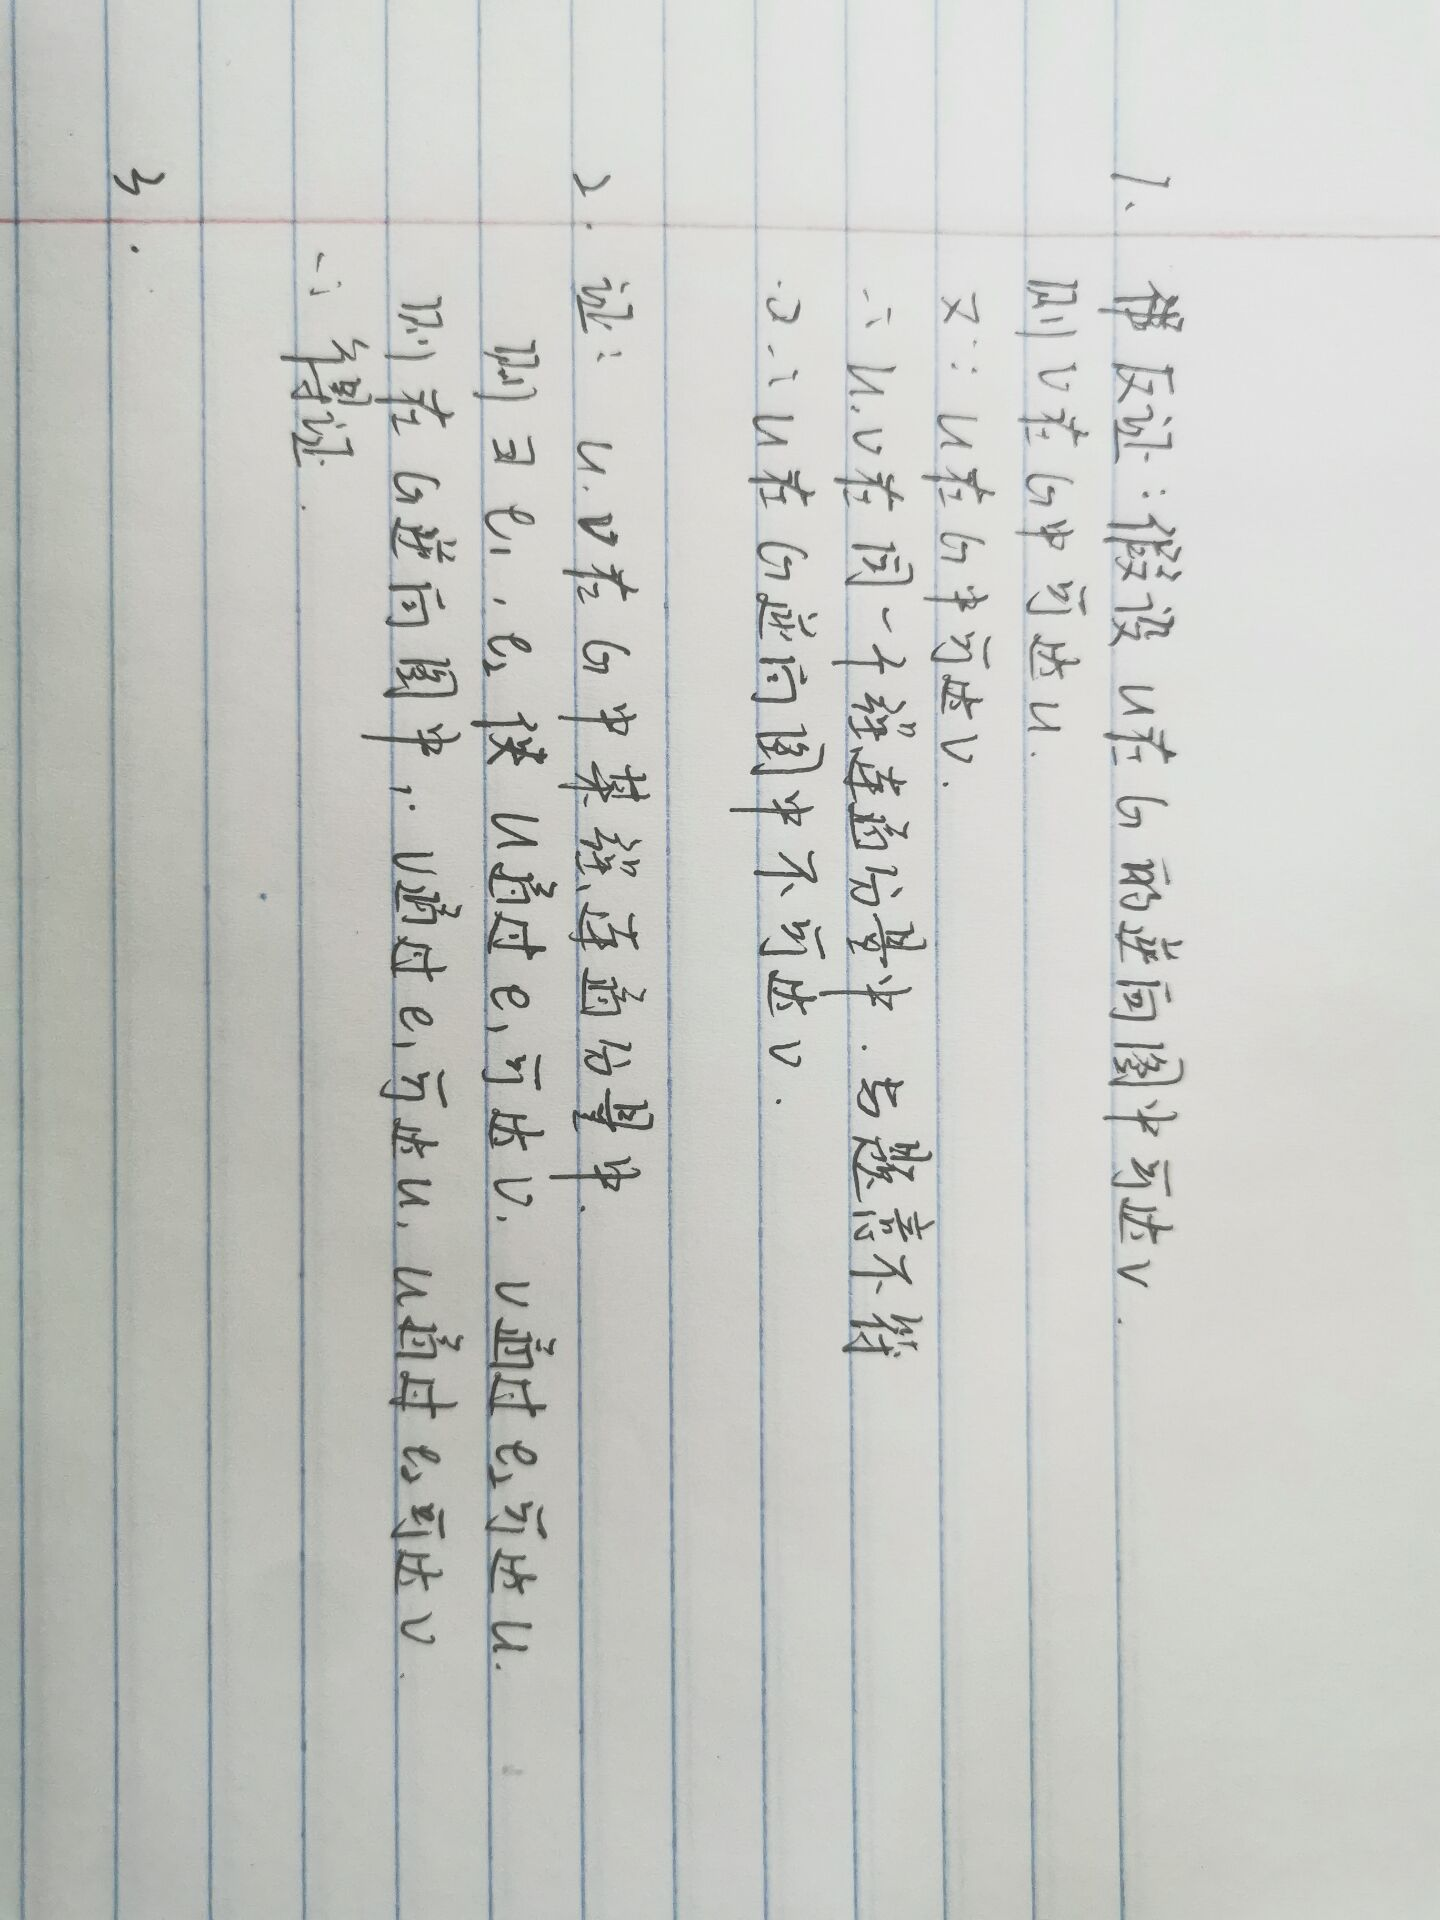 1. 反证:假设 u在G的逆向图中可达v.
则v在G中可达u.
又∵u在G中可达v.
∴u.v在同一个强连通分量中.与题意不符
∴u在G逆向图中不可达v.
2. 证: u.v在G中某强连通分量中.
则∃e₁,e₂使u通过e₁可达v. v通过e₂可达u.
则在G逆向图中, v通过e₁可达u, u通过e₂可达v.
∴得证.
3.